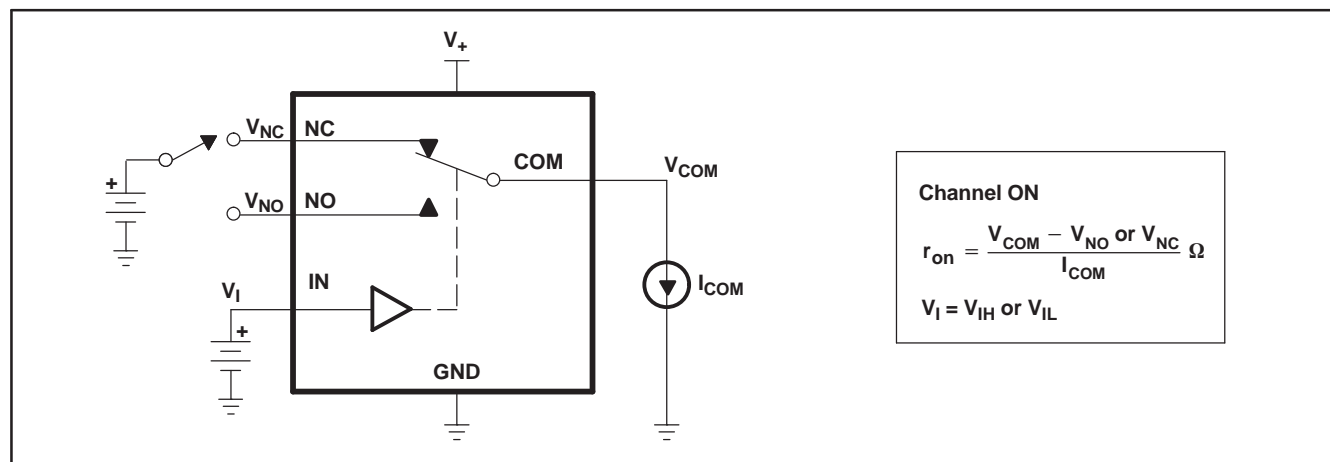 V+
VNC NC
COM VCOM
+
VNO NO
VI IN
ICOM
+
GND
Channel ON
ron = VCOM − VNO or VNC / ICOM Ω
VI = VIH or VIL